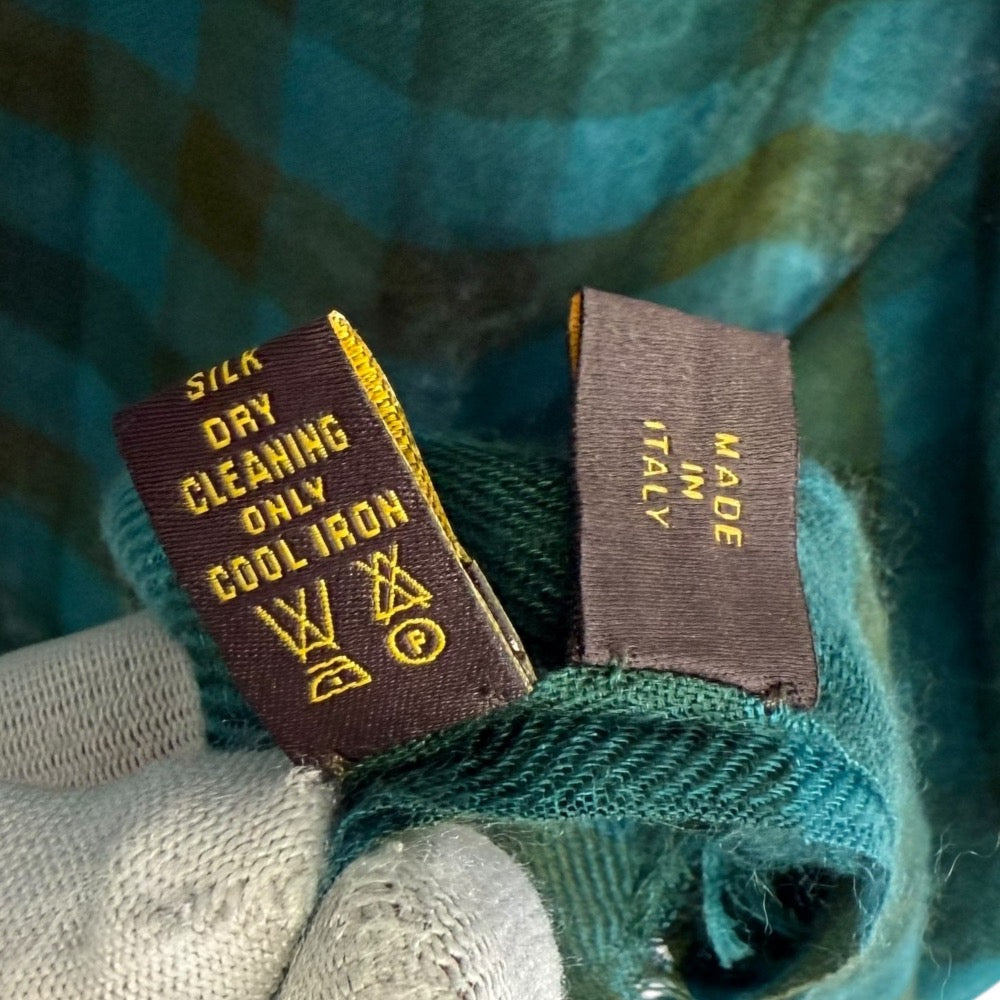 SILK
DRY
CLEANING
ONLY
COOL IRON
P
MADE
IN
ITALY